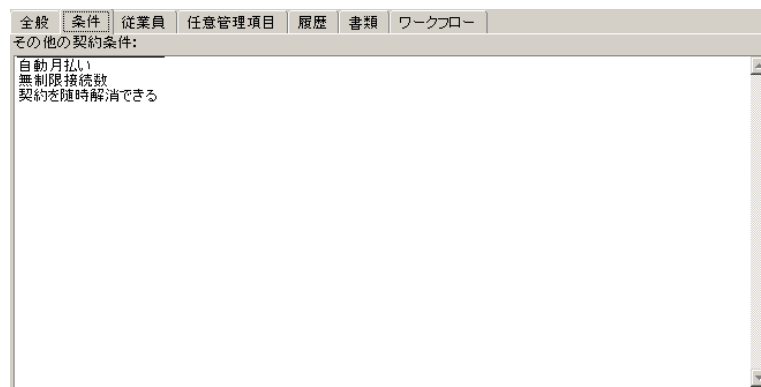 全般 条件 従業員 任意管理項目 履歴 書類 ワークフロー
その他の契約条件:
自動月払い
無制限接続数
契約を随時解消できる